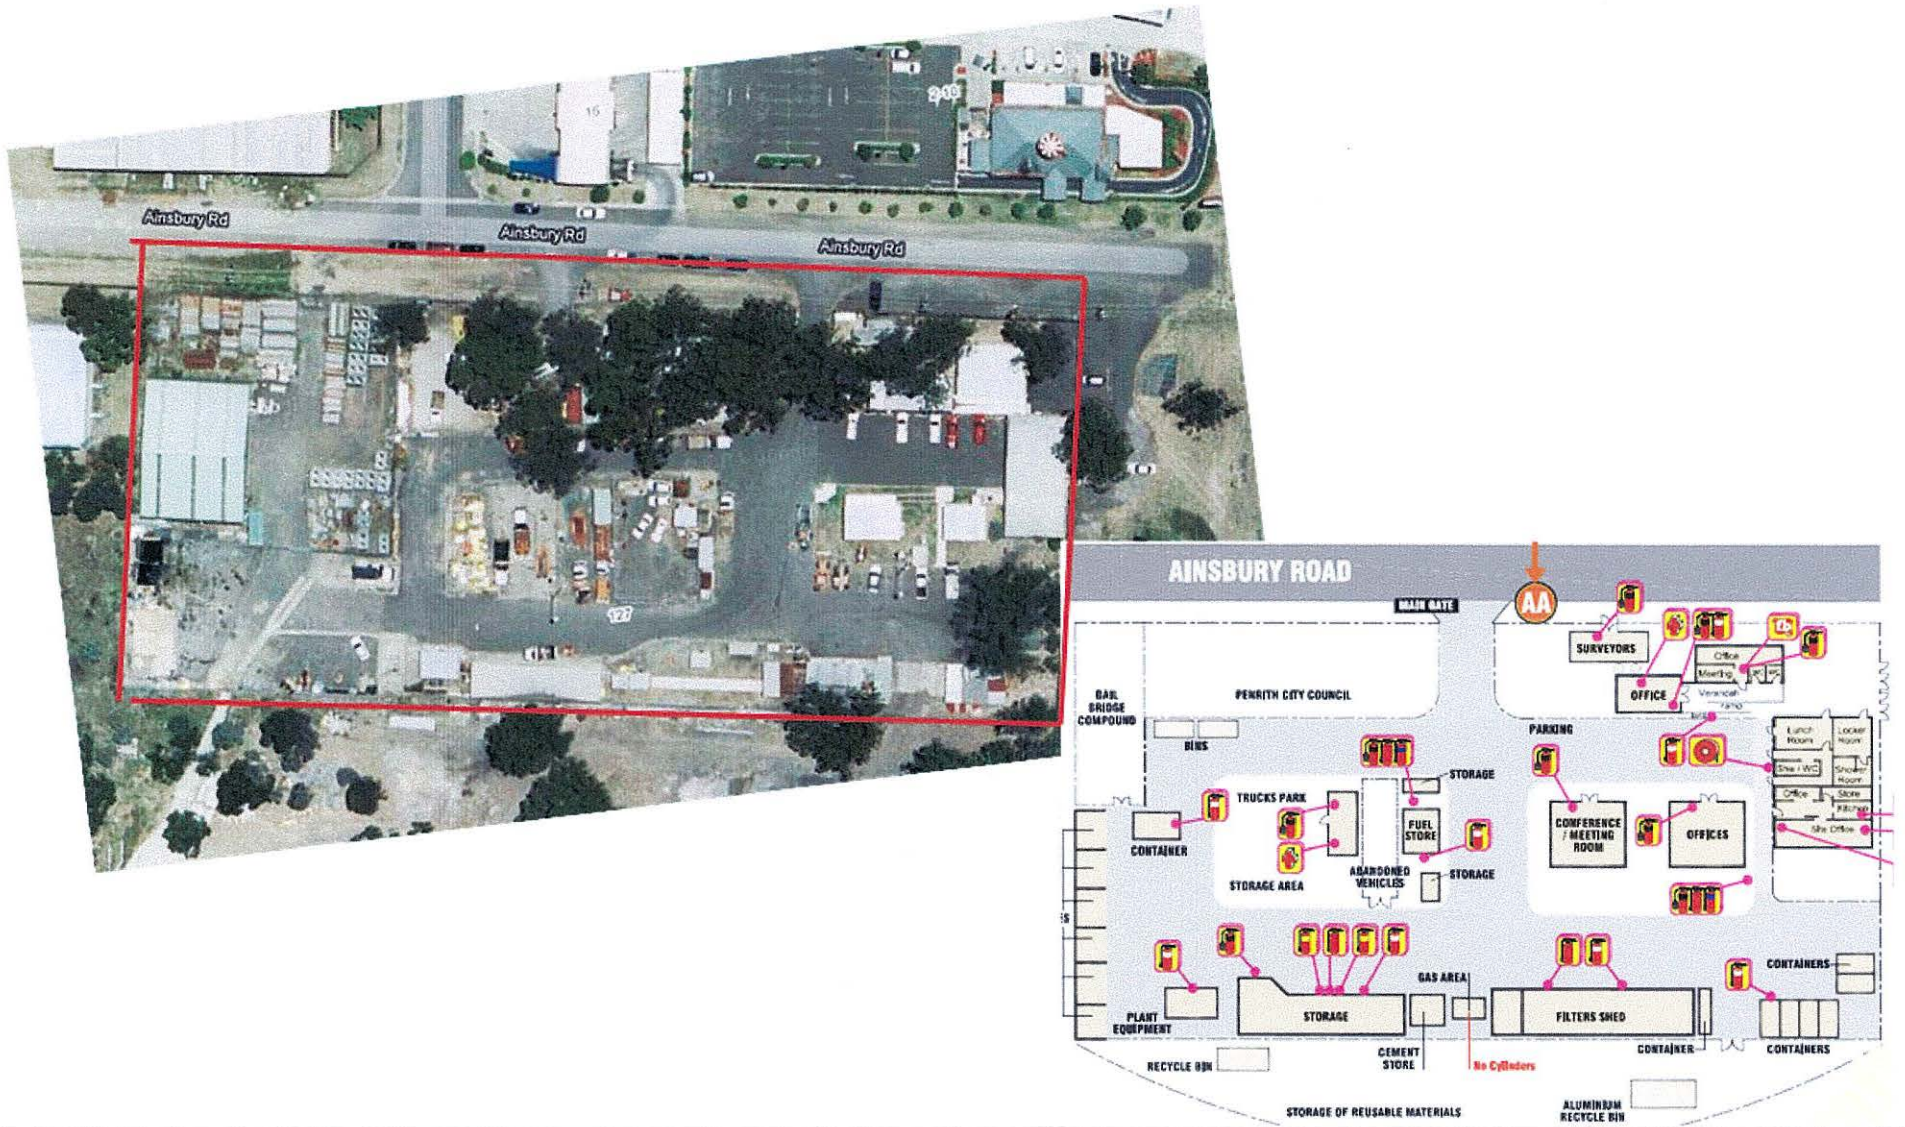 15
2-10
Ainsbury Rd
Ainsbury Rd
Ainsbury Rd
127
AINSBURY ROAD
MAIN GATE
AA
SURVEYORS
Office
Meeting
OFFICE
Verandah
ramp
BAIL
BRIDGE
COMPOUND
PENRITH CITY COUNCIL
BINS
PARKING
Lunch
Room
Locker
Room
She / WC
Shower
Room
Office
Store
Kitchen
Site Office
STORAGE
TRUCKS PARK
FUEL
STORE
CONFERENCE
/ MEETING
ROOM
OFFICES
CONTAINER
ABANDONED
VEHICLES
STORAGE
STORAGE AREA
GAS AREA
CONTAINERS
PLANT
EQUIPMENT
STORAGE
FILTERS SHED
CEMENT
STORE
No Cylinders
CONTAINER
CONTAINERS
RECYCLE BIN
STORAGE OF REUSABLE MATERIALS
ALUMINIUM
RECYCLE BIN